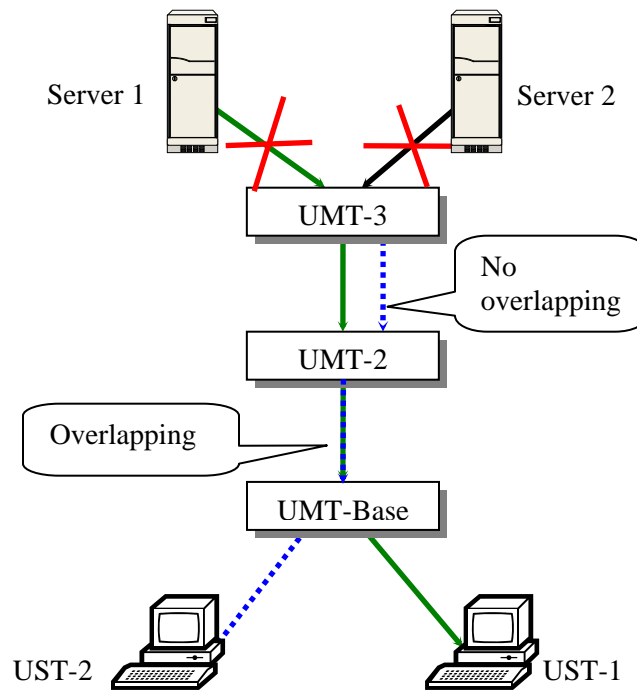 Server 1
Server 2
UMT-3
No
overlapping
UMT-2
Overlapping
UMT-Base
UST-2
UST-1